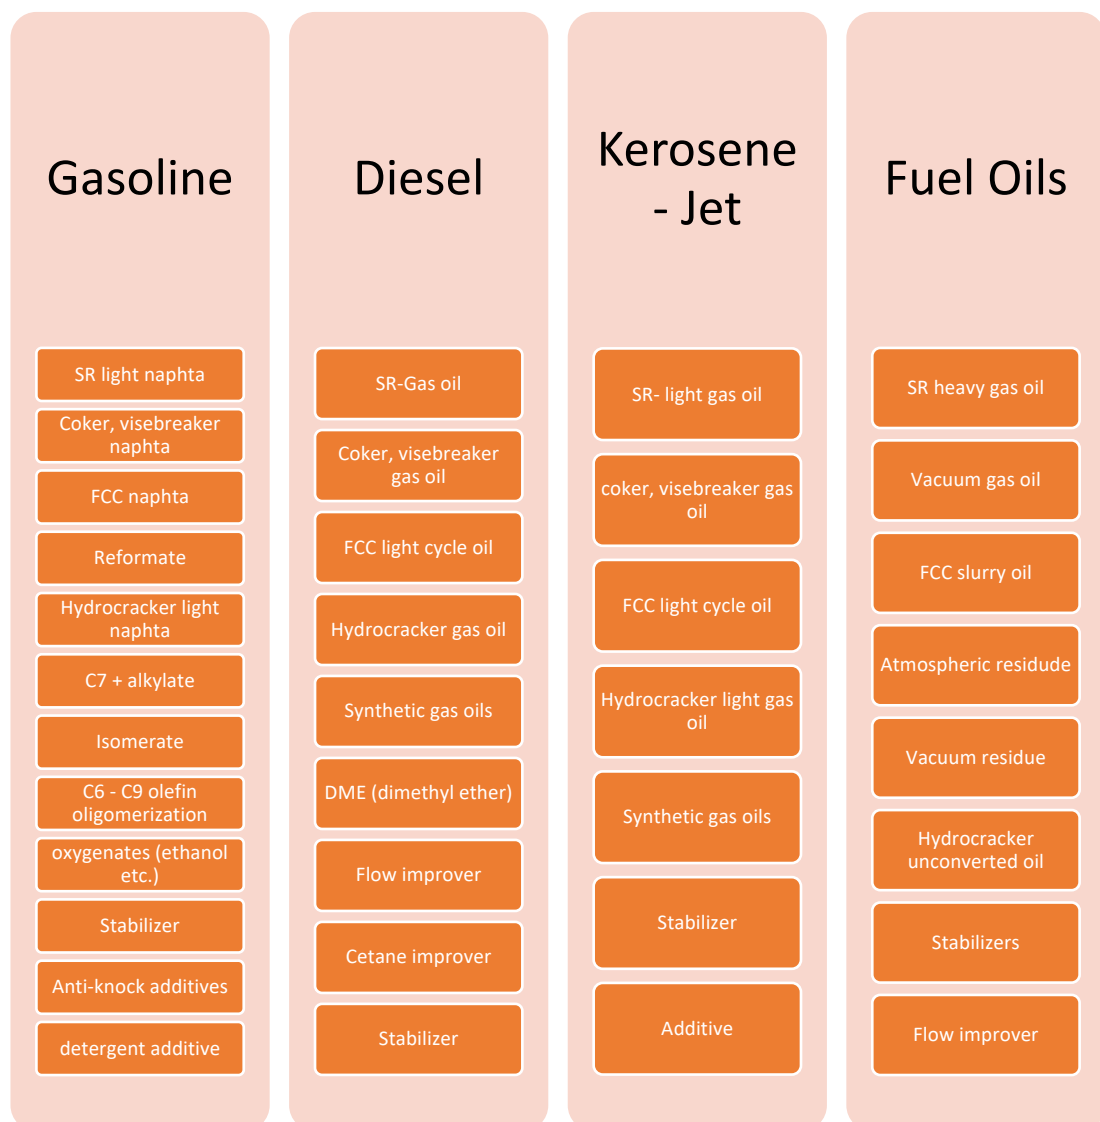 Gasoline
SR light naphta
Coker, visebreaker
naphta
FCC naphta
Reformate
Hydrocracker light
naphta
C7 + alkylate
Isomerate
C6 - C9 olefin
oligomerization
oxygenates (ethanol
etc.)
Stabilizer
Anti-knock additives
detergent additive
Diesel
SR-Gas oil
Coker, visebreaker
gas oil
FCC light cycle oil
Hydrocracker gas oil
Synthetic gas oils
DME (dimethyl ether)
Flow improver
Cetane improver
Stabilizer
Kerosene
- Jet
SR- light gas oil
coker, visebreaker gas
oil
FCC light cycle oil
Hydrocracker light gas
oil
Synthetic gas oils
Stabilizer
Additive
Fuel Oils
SR heavy gas oil
Vacuum gas oil
FCC slurry oil
Atmospheric residude
Vacuum residue
Hydrocracker
unconverted oil
Stabilizers
Flow improver